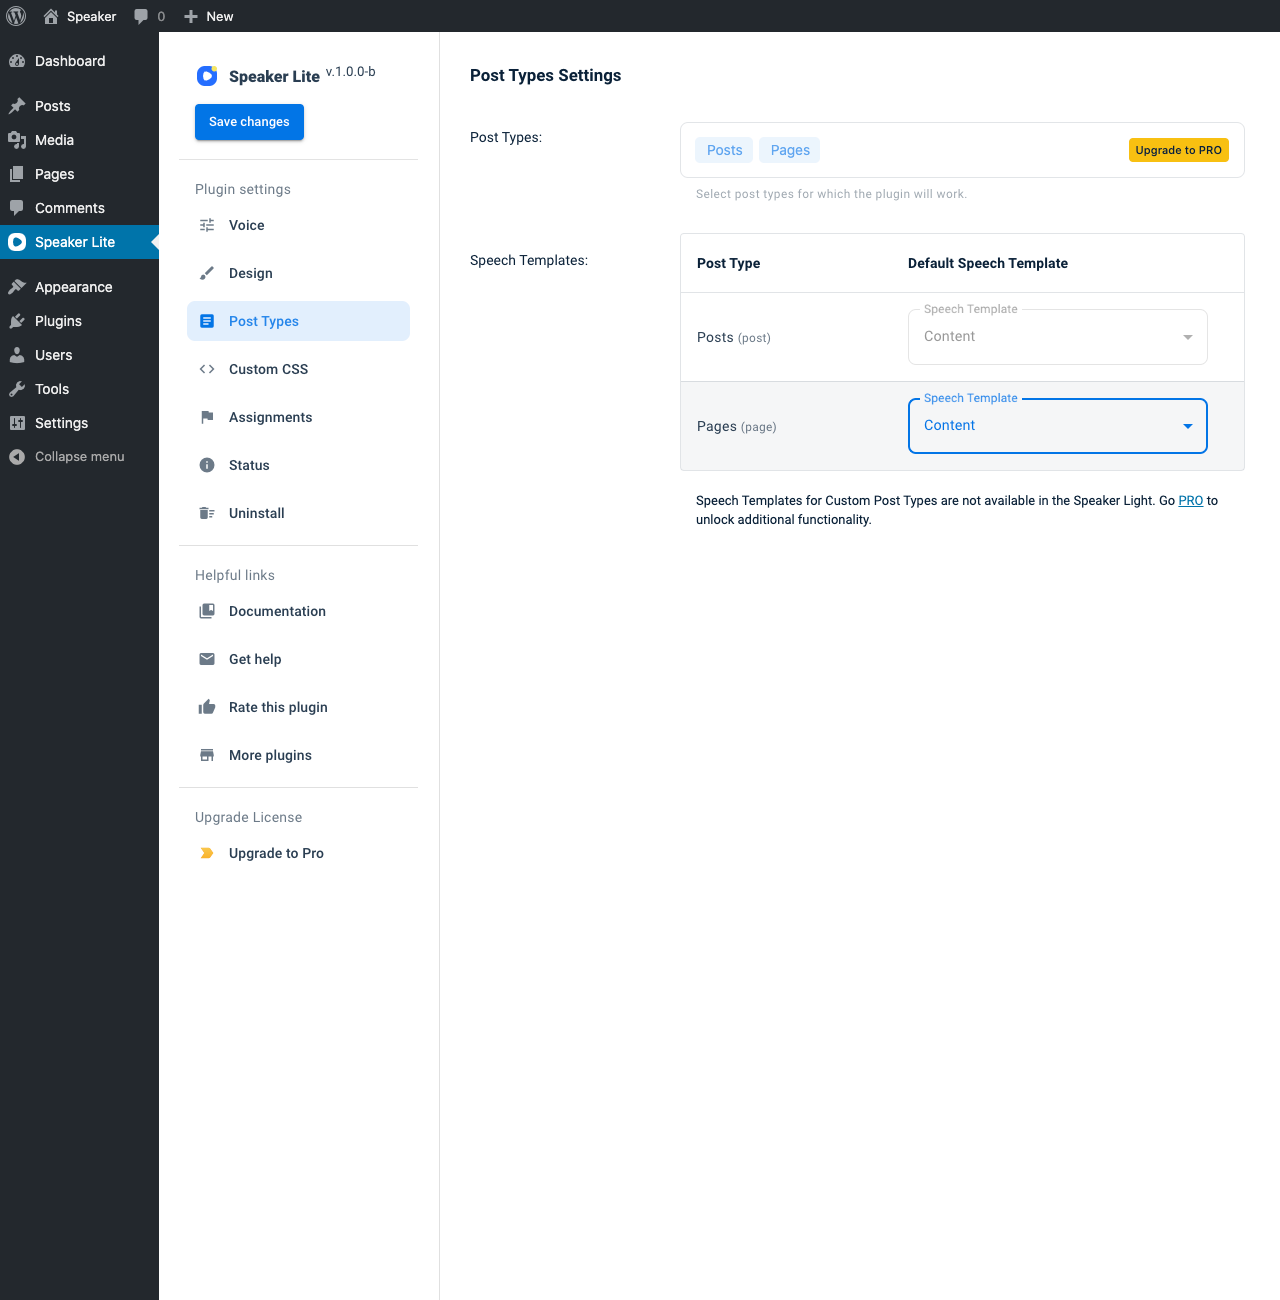 Speaker
0
New
Dashboard
Posts
Media
Pages
Comments
Speaker Lite
Appearance
Plugins
Users
Tools
Settings
Collapse menu
Speaker Lite v.1.0.0-b
Save changes
Plugin settings
Voice
Design
Post Types
Custom CSS
Assignments
Status
Uninstall
Helpful links
Documentation
Get help
Rate this plugin
More plugins
Upgrade License
Upgrade to Pro
Post Types Settings
Post Types:
Posts Pages Upgrade to PRO
Select post types for which the plugin will work.
Speech Templates:
Post Type Default Speech Template
Speech Template
Posts (post) Content
Speech Template
Pages (page) Content
Speech Templates for Custom Post Types are not available in the Speaker Light. Go PRO to
unlock additional functionality.